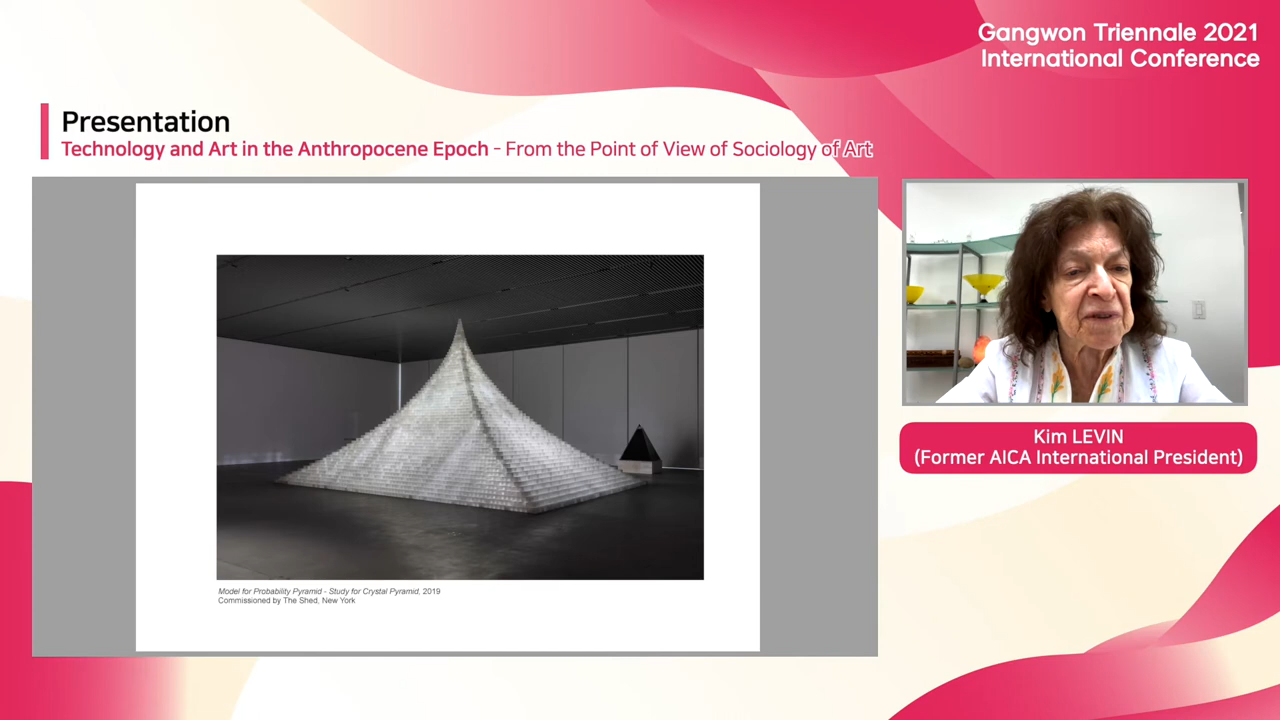 Gangwon Triennale 2021
International Conference
Presentation
Technology and Art in the Anthropocene Epoch - From the Point of View of Sociology of Art
Model for Probability Pyramid - Study for Crystal Pyramid, 2019
Commissioned by The Shed, New York
Kim LEVIN
(Former AICA International President)